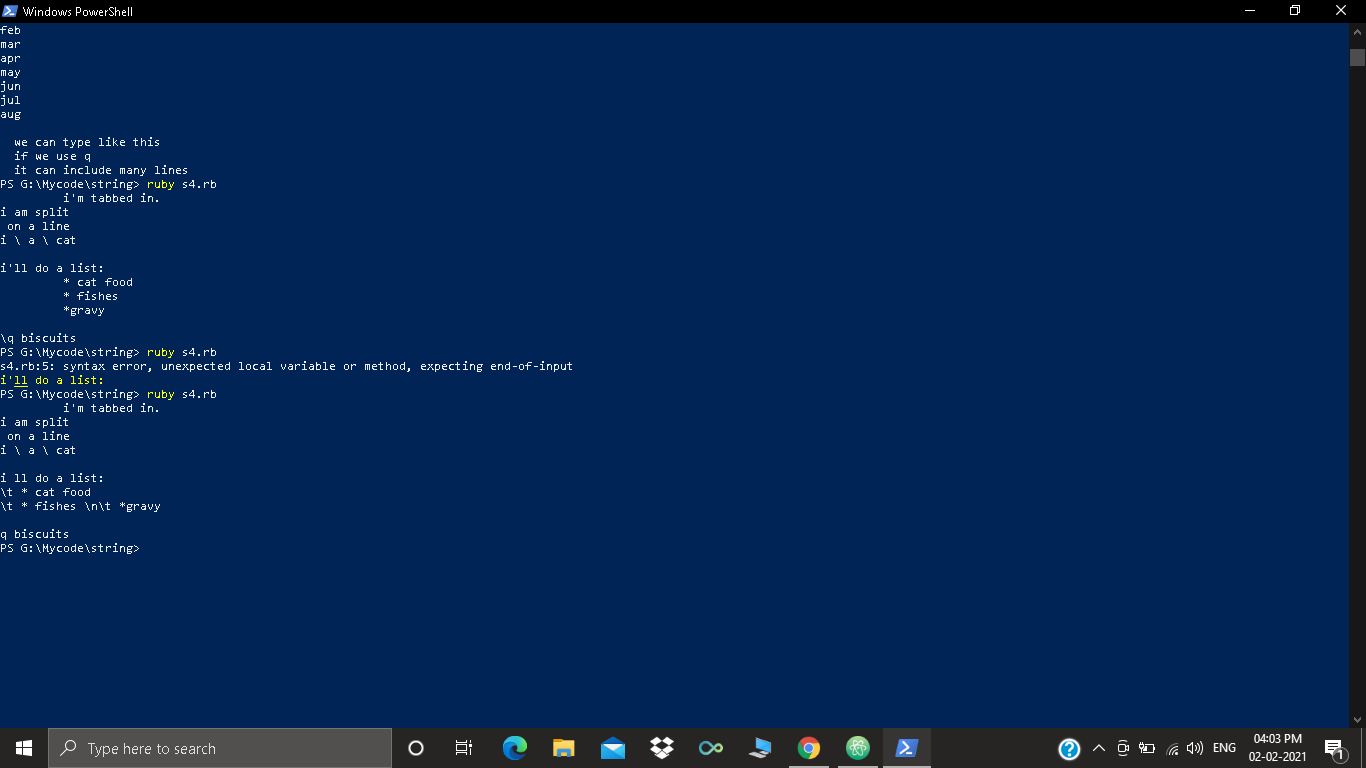 Windows PowerShell
feb
mar
apr
may
jun
jul
aug
we can type like this
if we use q
it can include many lines
PS G:\Mycode\string> ruby s4.rb
i'm tabbed in.
i am split
on a line
i \ a \ cat
i'll do a list:
* cat food
* fishes
*gravy
\q biscuits
PS G:\Mycode\string> ruby s4.rb
s4.rb:5: syntax error, unexpected local variable or method, expecting end-of-input
i'll do a list:
PS G:\Mycode\string> ruby s4.rb
i'm tabbed in.
i am split
on a line
i \ a \ cat
i ll do a list:
\t * cat food
\t * fishes \n\t *gravy
q biscuits
PS G:\Mycode\string>
Type here to search
ENG
04:03 PM
02-02-2021
1